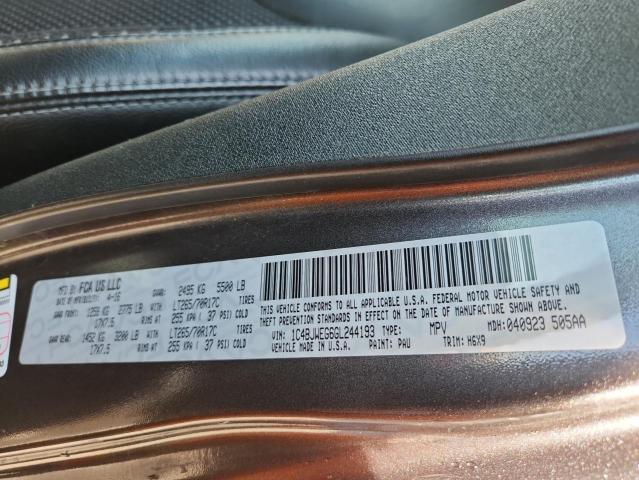 MFD BY: FCA US LLC
DATE OF MFR: 4-16 GVWR: 2495 KG 5500 LB
GAWR FRONT: 1259 KG 2775 LB LT265/70R17C TIRES
17X7.5 RIMS AT 255 KPA ( 37 PSI) COLD
GAWR REAR: 1452 KG 3200 LB LT265/70R17C TIRES
17X7.5 RIMS AT 255 KPA ( 37 PSI) COLD
THIS VEHICLE CONFORMS TO ALL APPLICABLE U.S.A. FEDERAL MOTOR VEHICLE SAFETY AND
THEFT PREVENTION STANDARDS IN EFFECT ON THE DATE OF MANUFACTURE SHOWN ABOVE.
VEHICLE MADE IN U.S.A. MDH: 040923 505AA
VIN: 1C4BJWEG6GL244193 TYPE: MPV
PAINT: PAU TRIM: H6X9